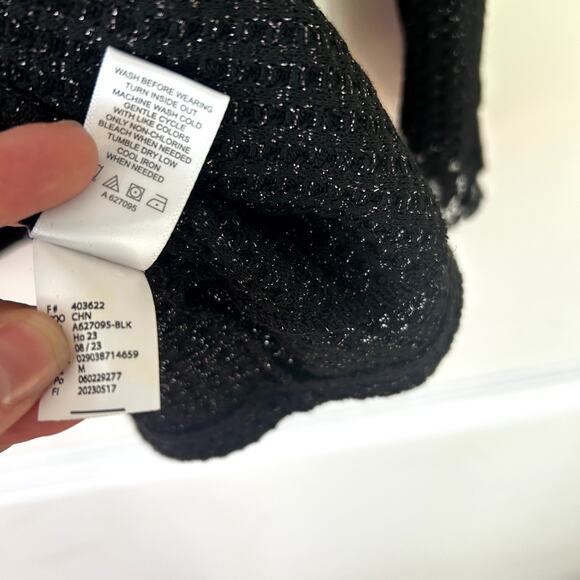 WASH BEFORE WEARING
TURN INSIDE OUT
MACHINE WASH COLD
GENTLE CYCLE
WITH LIKE COLORS
ONLY NON-CHLORINE
BLEACH WHEN NEEDED
TUMBLE DRY LOW
COOL IRON
WHEN NEEDED
A 627095
F# 403622
CHN
A627095-BLK
Ho 23
08 / 23
029038714659
M
Po 060229277
FI 20230517